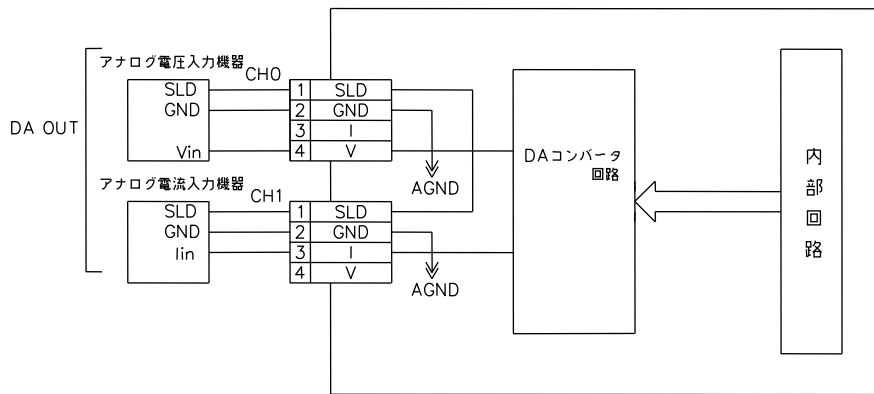 DA OUT
アナログ電圧入力機器
CH0
SLD
GND
Vin
1 SLD
2 GND
3 I
4 V
AGND
アナログ電流入力機器
CH1
SLD
GND
Iin
1 SLD
2 GND
3 I
4 V
AGND
DAコンバータ
回路
内
部
回
路